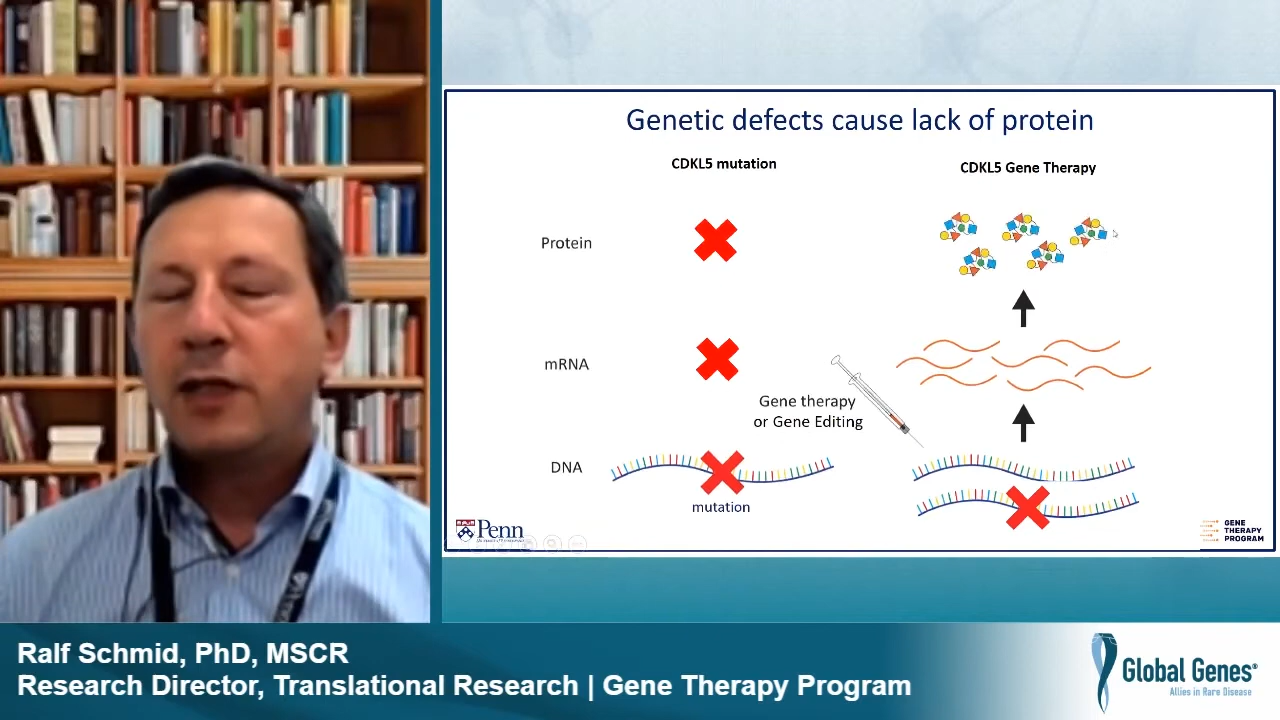 Genetic defects cause lack of protein
CDKL5 mutation
CDKL5 Gene Therapy
Protein
mRNA
Gene therapy
or Gene Editing
DNA
mutation
Penn
GENE
THERAPY
PROGRAM
Ralf Schmid, PhD, MSCR
Research Director, Translational Research | Gene Therapy Program
Global Genes®
Allies in Rare Disease